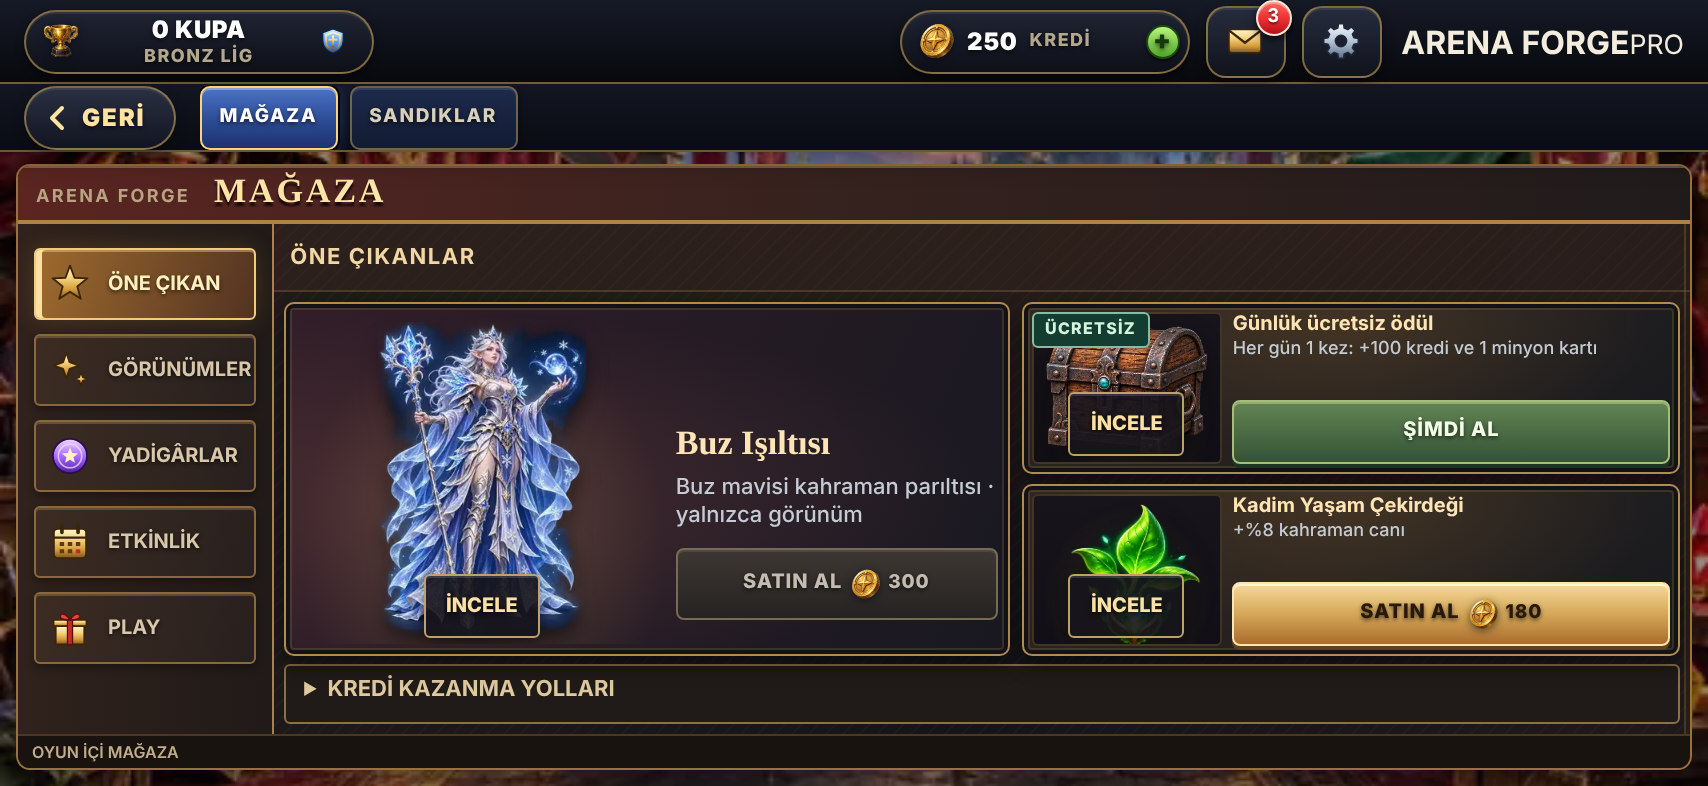 0 KUPA
BRONZ LİG
250 KREDİ
3
ARENA FORGEPRO
GERİ
MAĞAZA
SANDIKLAR
ARENA FORGE MAĞAZA
ÖNE ÇIKAN
GÖRÜNÜMLER
YADİGÂRLAR
ETKİNLİK
PLAY
ÖNE ÇIKANLAR
İNCELE
Buz Işıltısı
Buz mavisi kahraman parıltısı ·
yalnızca görünüm
SATIN AL 300
ÜCRETSİZ
İNCELE
Günlük ücretsiz ödül
Her gün 1 kez: +100 kredi ve 1 minyon kartı
ŞİMDİ AL
İNCELE
Kadim Yaşam Çekirdeği
+%8 kahraman canı
SATIN AL 180
KREDİ KAZANMA YOLLARI
OYUN İÇİ MAĞAZA